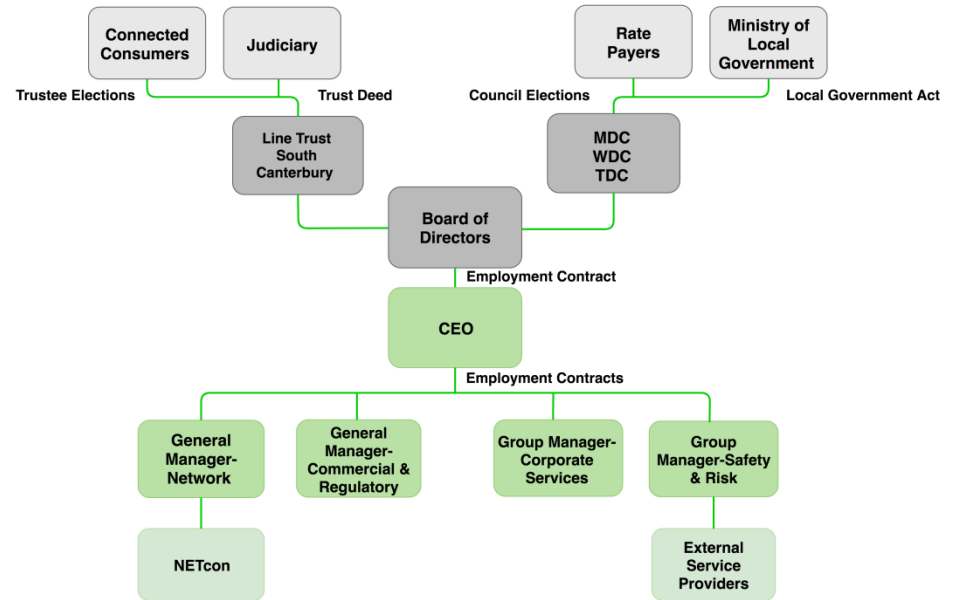 Connected
Consumers
Judiciary
Rate
Payers
Ministry of
Local
Government
Trustee Elections
Trust Deed
Council Elections
Local Government Act
Line Trust
South
Canterbury
MDC
WDC
TDC
Board of
Directors
Employment Contract
CEO
Employment Contracts
General
Manager-
Network
General
Manager-
Commercial &
Regulatory
Group Manager-
Corporate
Services
Group
Manager-Safety
& Risk
NETcon
External
Service
Providers